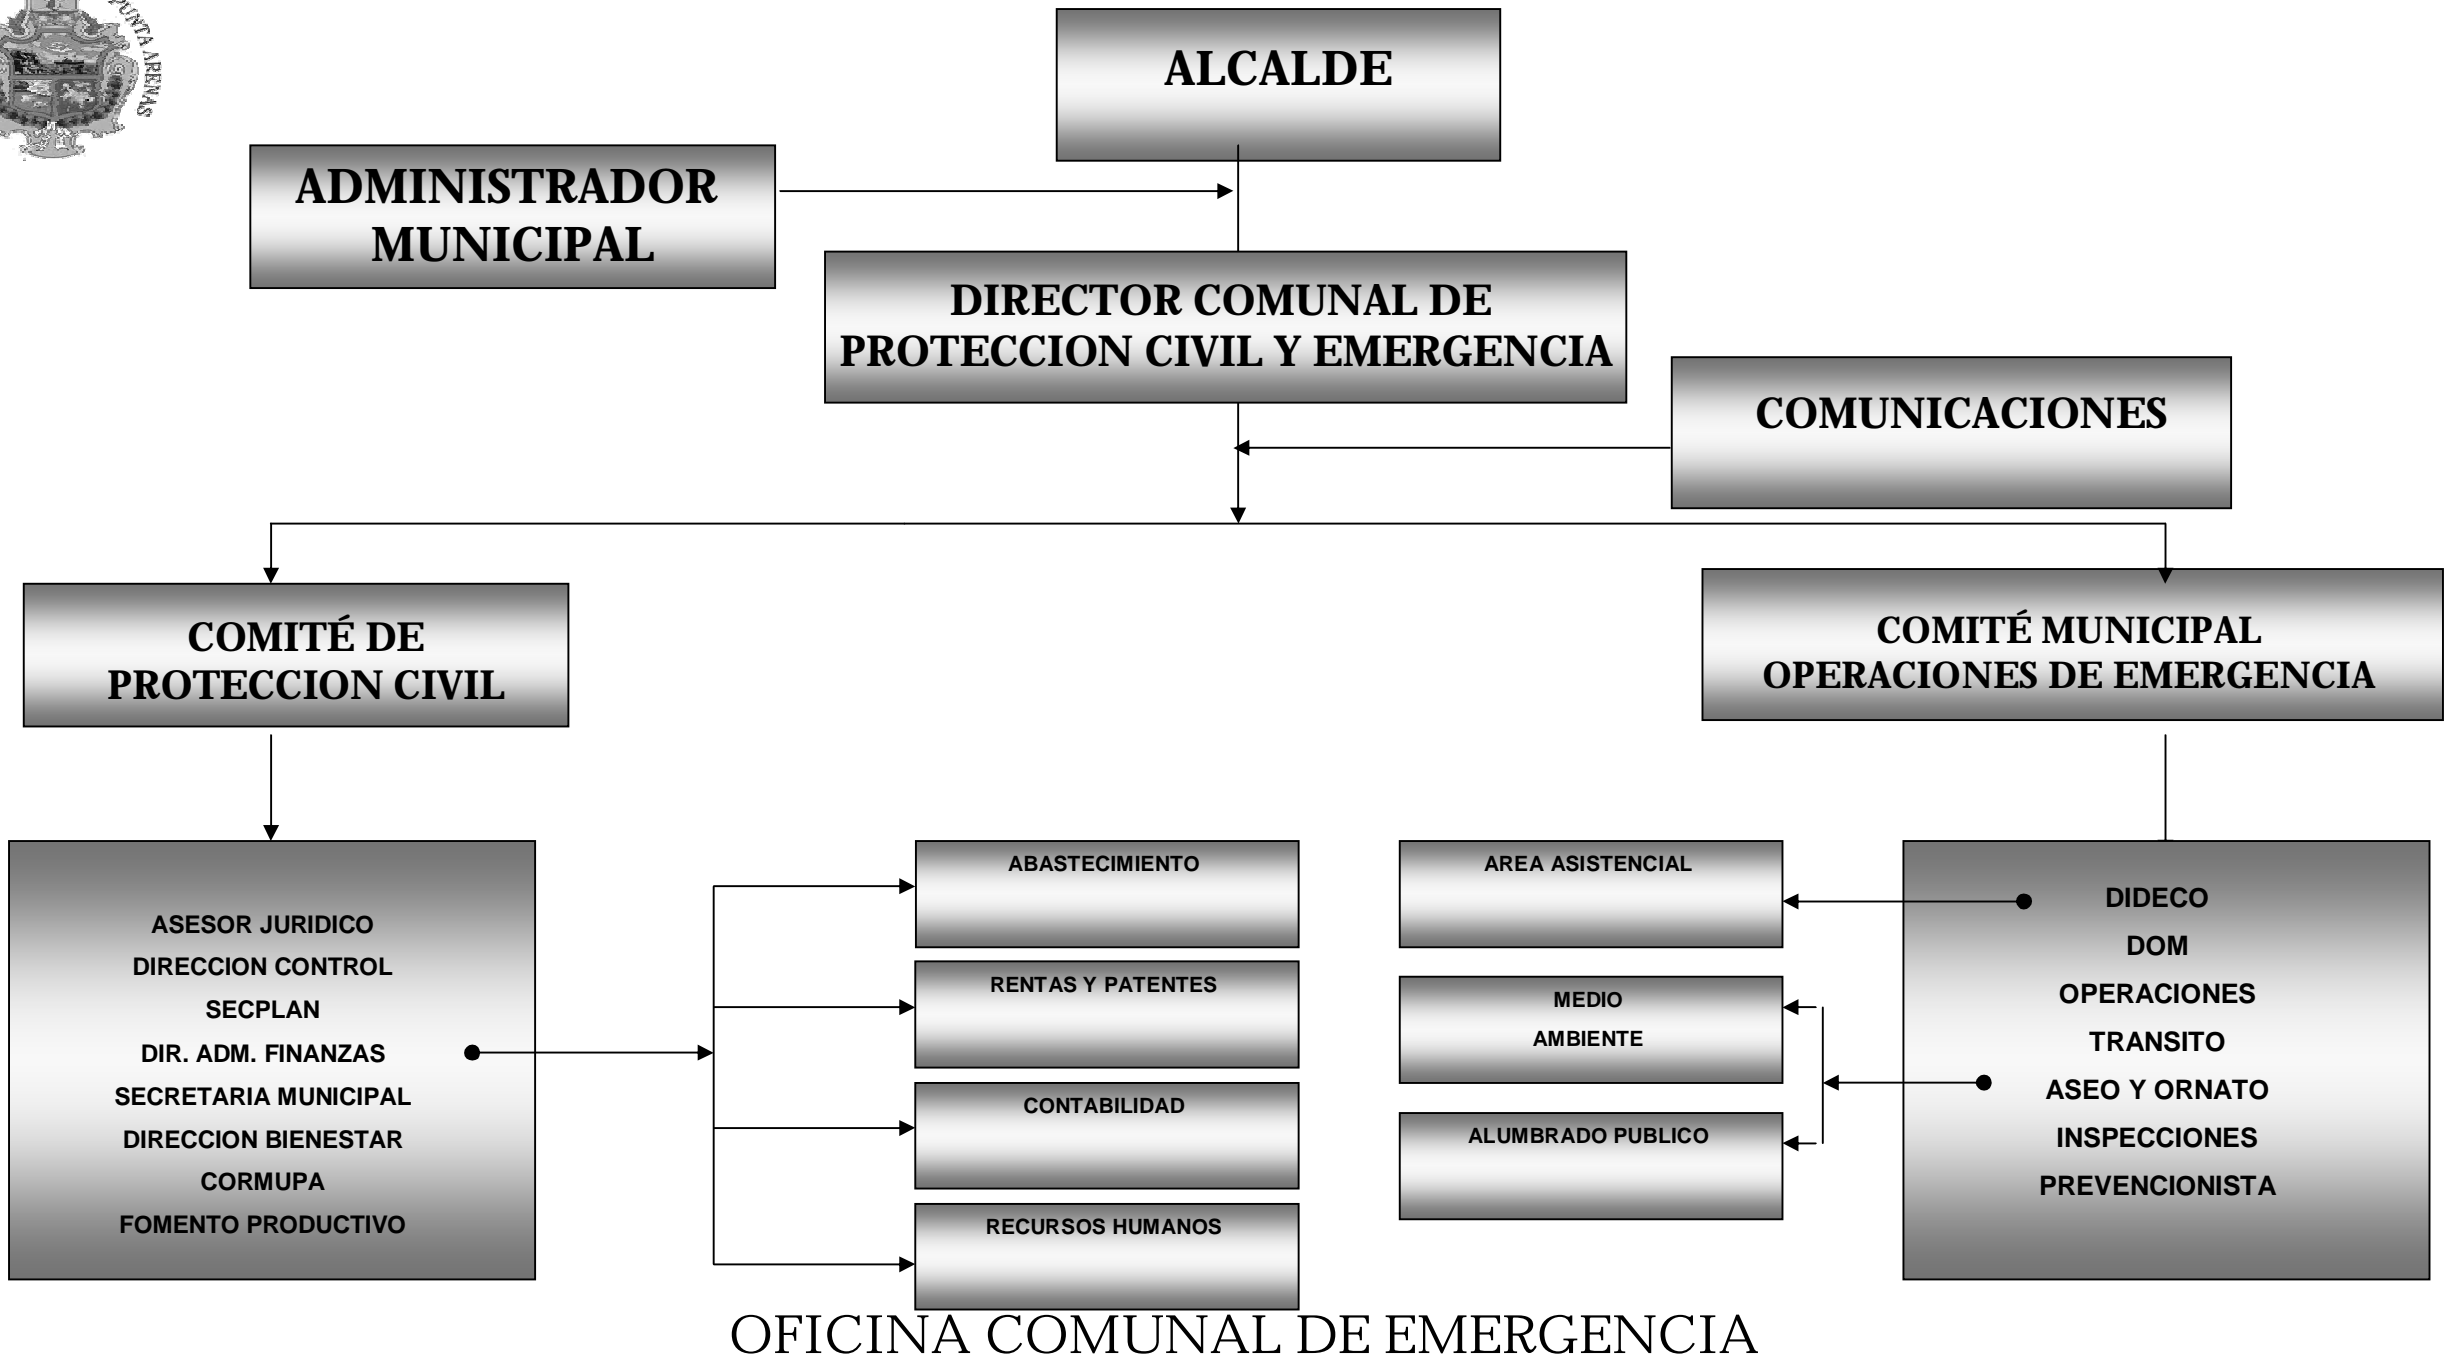 PUNTA ARENAS
ALCALDE
ADMINISTRADOR
MUNICIPAL
DIRECTOR COMUNAL DE
PROTECCION CIVIL Y EMERGENCIA
COMUNICACIONES
COMITÉ DE
PROTECCION CIVIL
COMITÉ MUNICIPAL
OPERACIONES DE EMERGENCIA
ASESOR JURIDICO
DIRECCION CONTROL
SECPLAN
DIR. ADM. FINANZAS
SECRETARIA MUNICIPAL
DIRECCION BIENESTAR
CORMUPA
FOMENTO PRODUCTIVO
ABASTECIMIENTO
RENTAS Y PATENTES
CONTABILIDAD
RECURSOS HUMANOS
AREA ASISTENCIAL
MEDIO
AMBIENTE
ALUMBRADO PUBLICO
DIDECO
DOM
OPERACIONES
TRANSITO
ASEO Y ORNATO
INSPECCIONES
PREVENCIONISTA
OFICINA COMUNAL DE EMERGENCIA